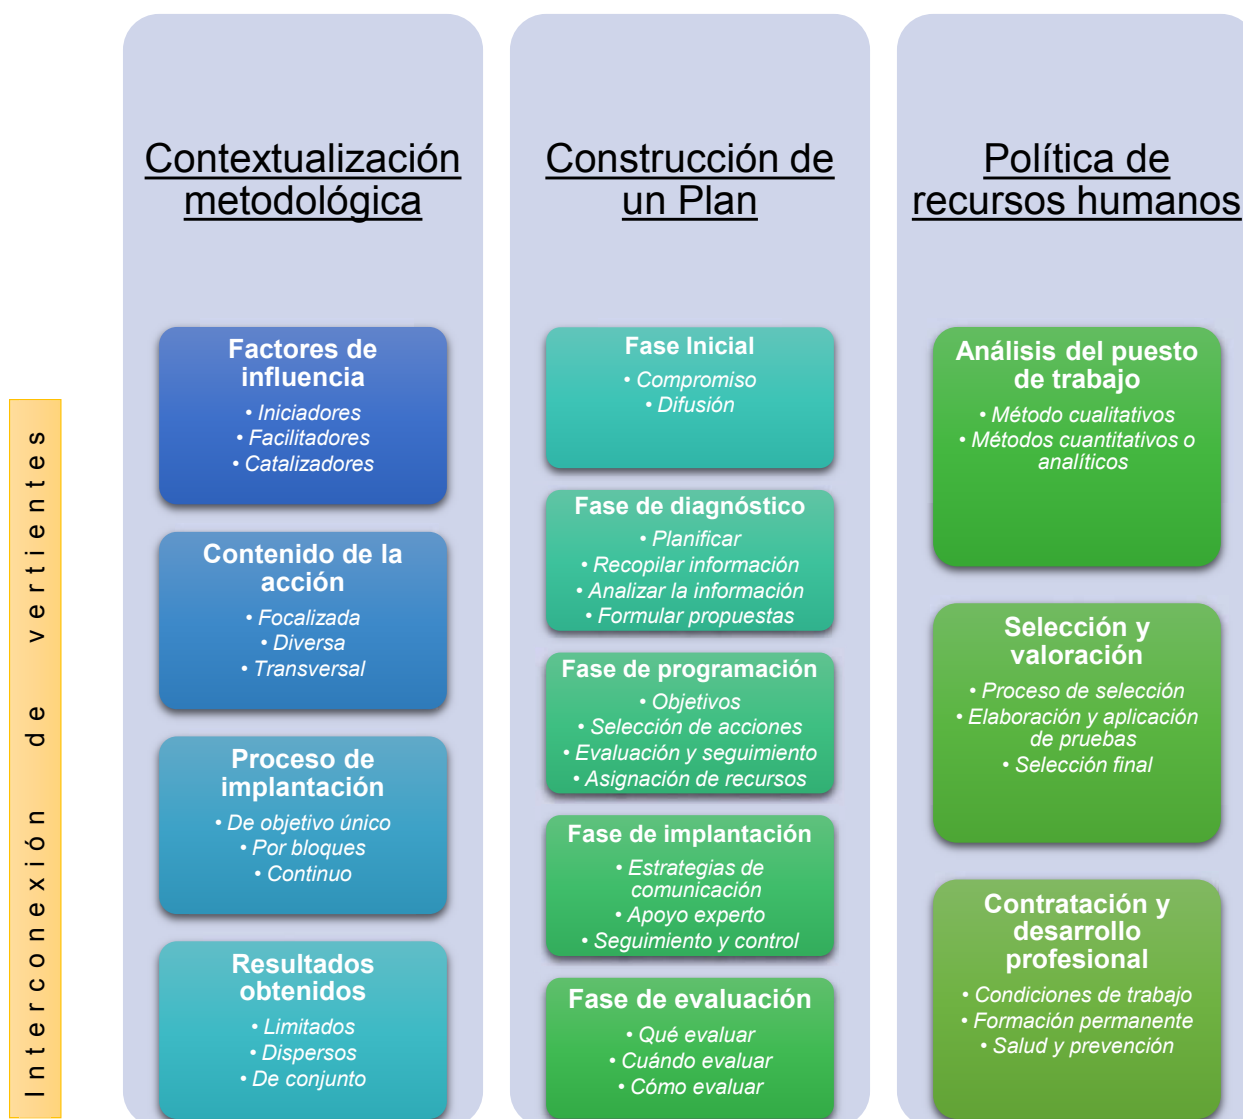 Interconexión de vertientes
Contextualización
metodológica
Factores de
influencia
• Iniciadores
• Facilitadores
• Catalizadores
Contenido de la
acción
• Focalizada
• Diversa
• Transversal
Proceso de
implantación
• De objetivo único
• Por bloques
• Continuo
Resultados
obtenidos
• Limitados
• Dispersos
• De conjunto
Construcción de
un Plan
Fase Inicial
• Compromiso
• Difusión
Fase de diagnóstico
• Planificar
• Recopilar información
• Analizar la información
• Formular propuestas
Fase de programación
• Objetivos
• Selección de acciones
• Evaluación y seguimiento
• Asignación de recursos
Fase de implantación
• Estrategias de
comunicación
• Apoyo experto
• Seguimiento y control
Fase de evaluación
• Qué evaluar
• Cuándo evaluar
• Cómo evaluar
Política de
recursos humanos
Análisis del puesto
de trabajo
• Método cualitativos
• Métodos cuantitativos o
analíticos
Selección y
valoración
• Proceso de selección
• Elaboración y aplicación
de pruebas
• Selección final
Contratación y
desarrollo
profesional
• Condiciones de trabajo
• Formación permanente
• Salud y prevención